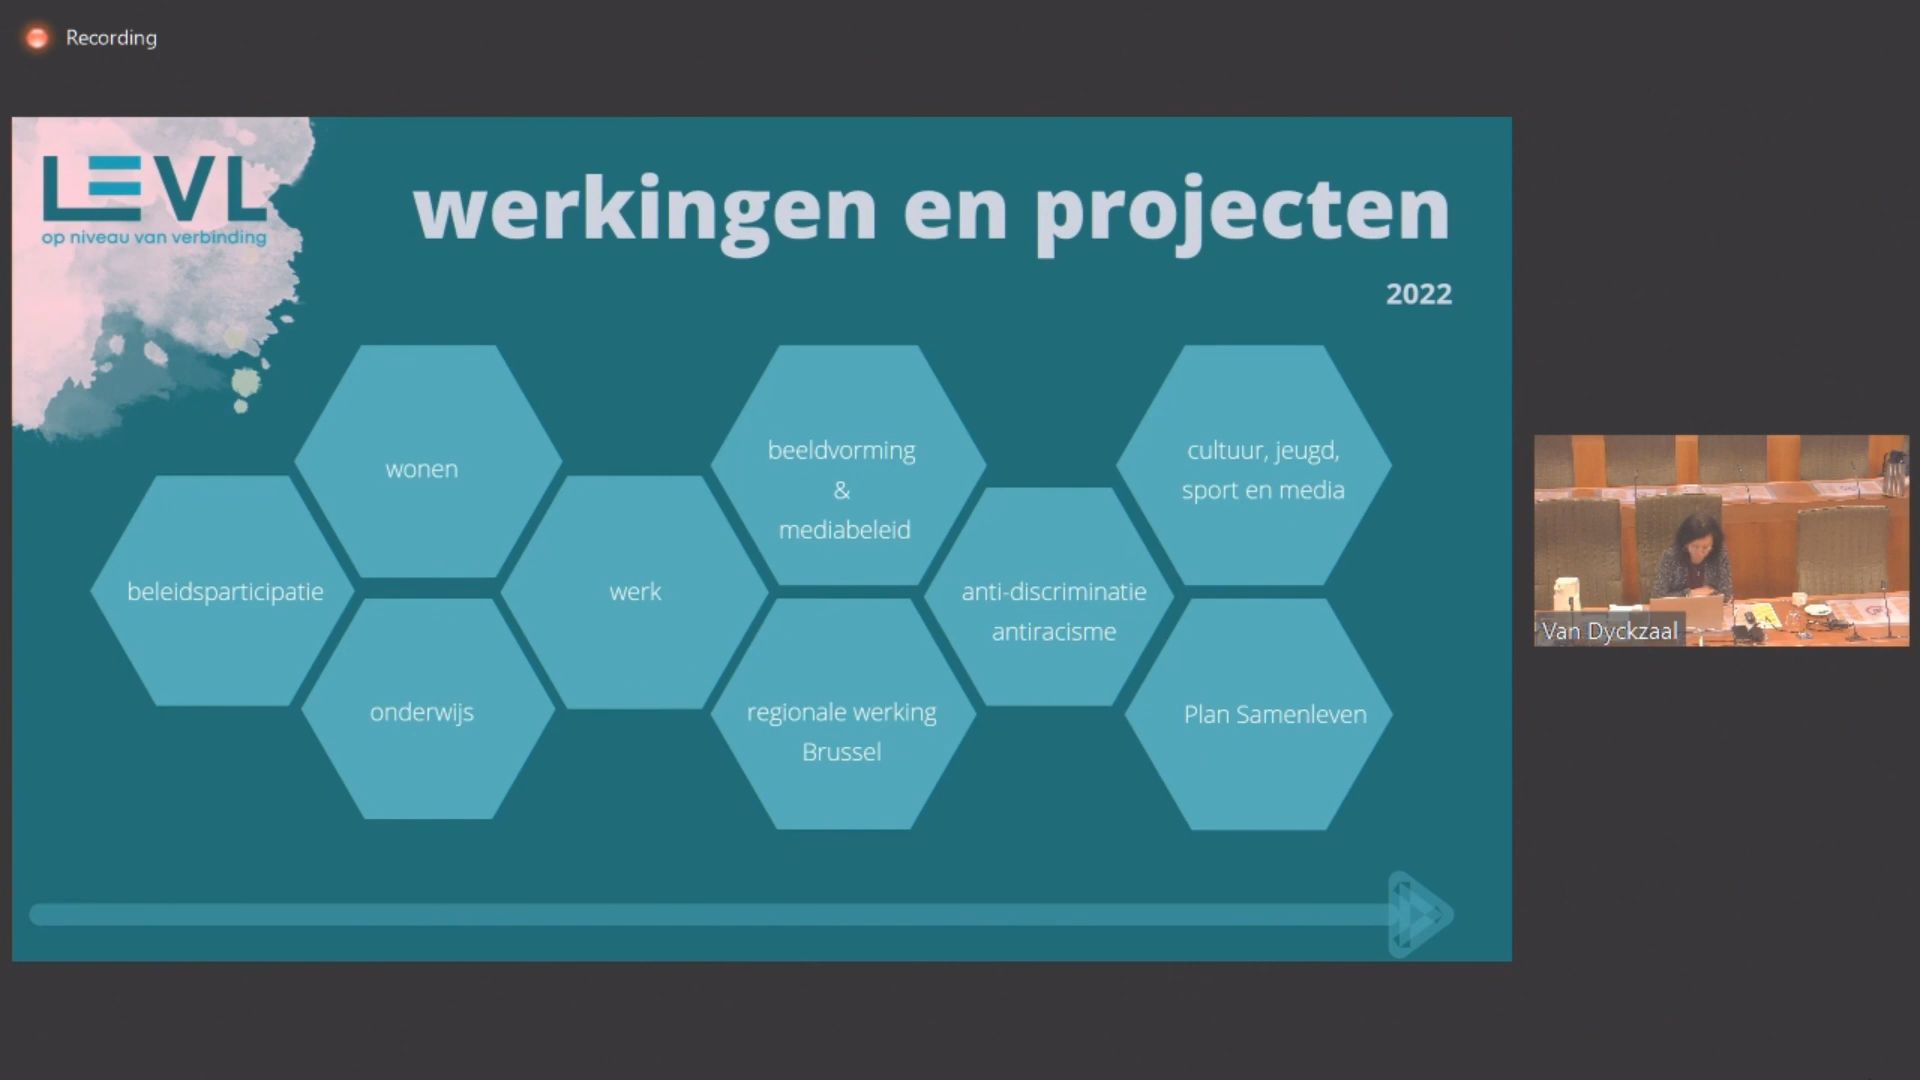 Recording
LEVL
op niveau van verbinding
werkingen en projecten
2022
wonen
beeldvorming
&
mediabeleid
cultuur, jeugd,
sport en media
beleidsparticipatie
werk
anti-discriminatie
antiracisme
onderwijs
regionale werking
Brussel
Plan Samenleven
Van Dyckzaal